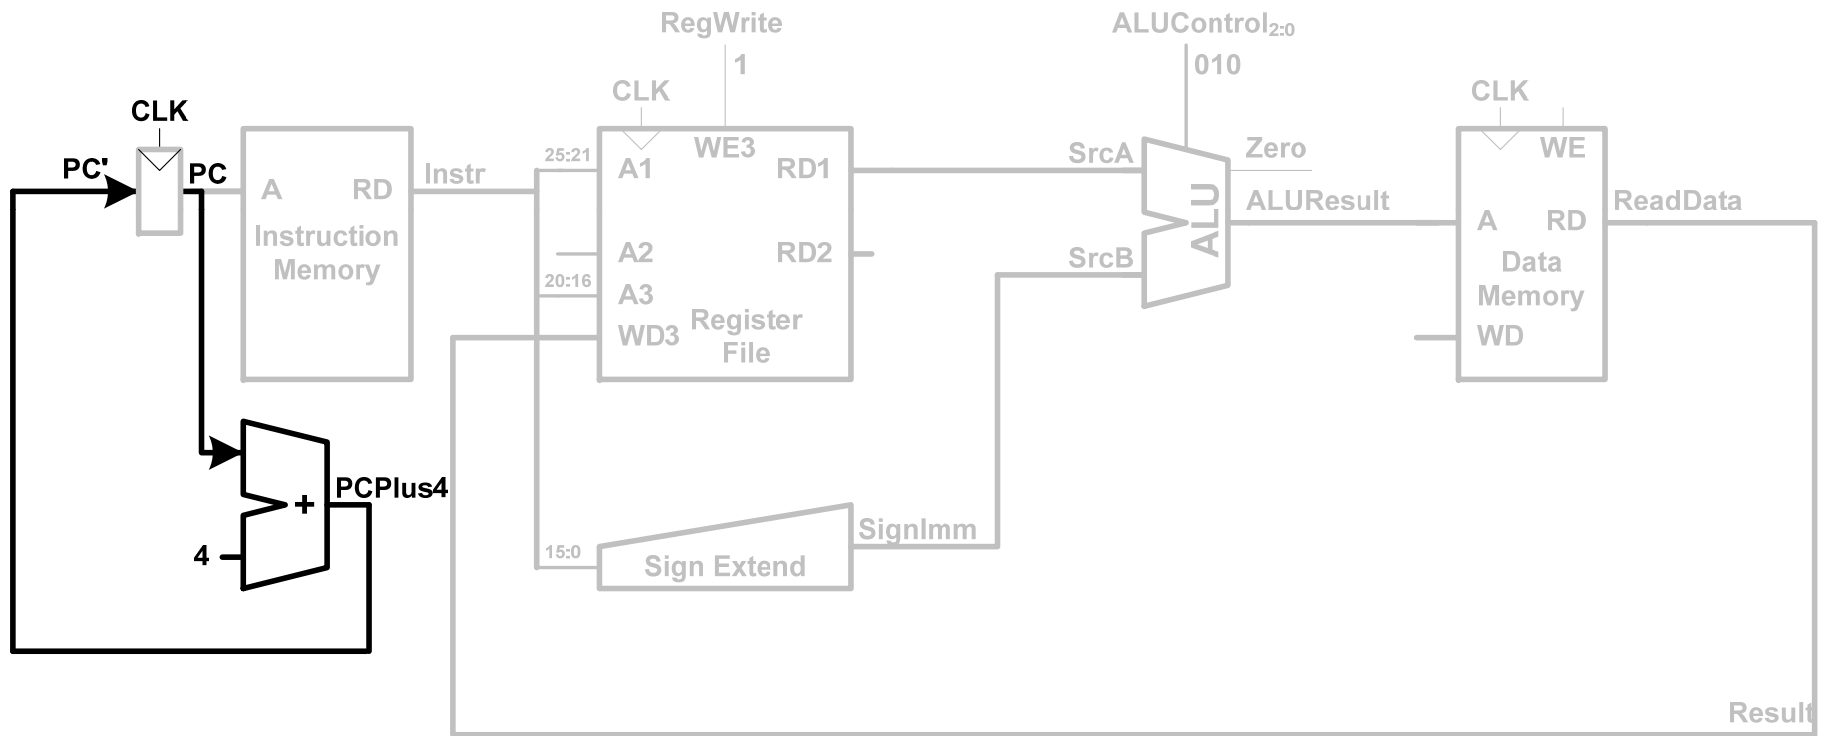 RegWrite
ALUControl2:0
1
010
CLK
CLK
CLK
PC'
PC
A
RD
Instruction
Memory
Instr
25:21
A1
WE3
RD1
A2
RD2
20:16
A3
WD3
Register
File
SrcA
SrcB
ALU
Zero
ALUResult
WE
A
RD
Data
Memory
WD
ReadData
+
PCPlus4
4
15:0
Sign Extend
SignImm
Result